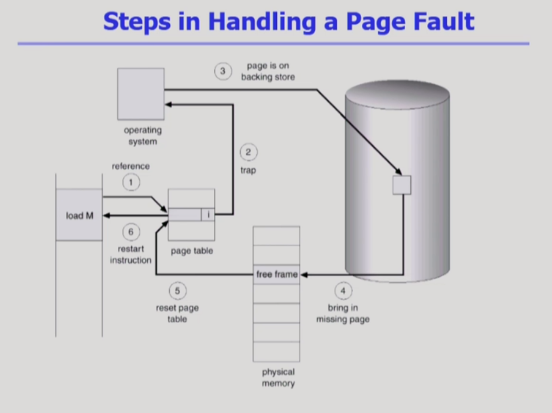 Steps in Handling a Page Fault
3
page is on
backing store
operating
system
2
trap
reference
1
load M
i
6
restart
instruction
page table
free frame
5
reset page
table
4
bring in
missing page
physical
memory